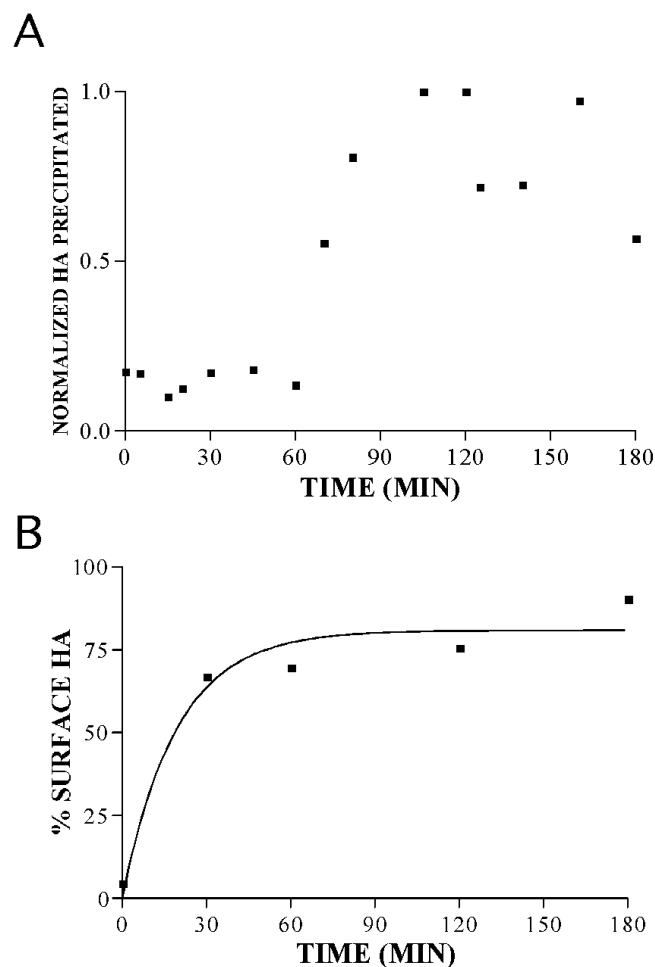 A
NORMALIZED HA PRECIPITATED
1.0
0.5
0.0
0 30 60 90 120 150 180
TIME (MIN)
B
% SURFACE HA
100
75
50
25
0
0 30 60 90 120 150 180
TIME (MIN)